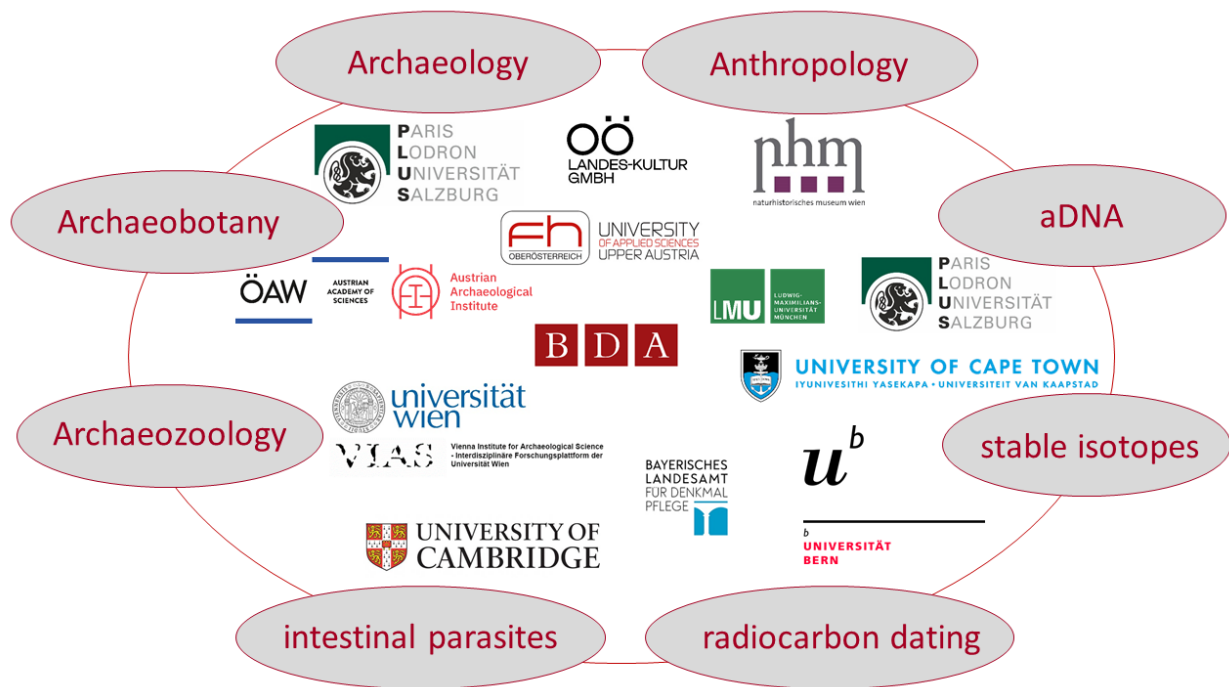 Archaeology
Anthropology
PARIS
LODRON
UNIVERSITÄT
SALZBURG
OÖ
LANDES-KULTUR
GMBH
nhm
naturhistorisches museum wien
Archaeobotany
aDNA
fh
OBERÖSTERREICH
UNIVERSITY
OF APPLIED SCIENCES
UPPER AUSTRIA
ÖAW
AUSTRIAN
ACADEMY OF
SCIENCES
Austrian
Archaeological
Institute
LMU
LUDWIG-
MAXIMILIANS-
UNIVERSITÄT
MÜNCHEN
PARIS
LODRON
UNIVERSITÄT
SALZBURG
BDA
UNIVERSITY OF CAPE TOWN
IYUNIVESITHI YASEKAPA • UNIVERSITEIT VAN KAAPSTAD
universität
wien
Archaeozoology
VIAS
Vienna Institute for Archaeological Science
- Interdisziplinäre Forschungsplattform der
Universität Wien
stable isotopes
BAYERISCHES
LANDESAMT
FÜR DENKMAL
PFLEGE
u b
b
UNIVERSITÄT
BERN
UNIVERSITY OF
CAMBRIDGE
intestinal parasites
radiocarbon dating